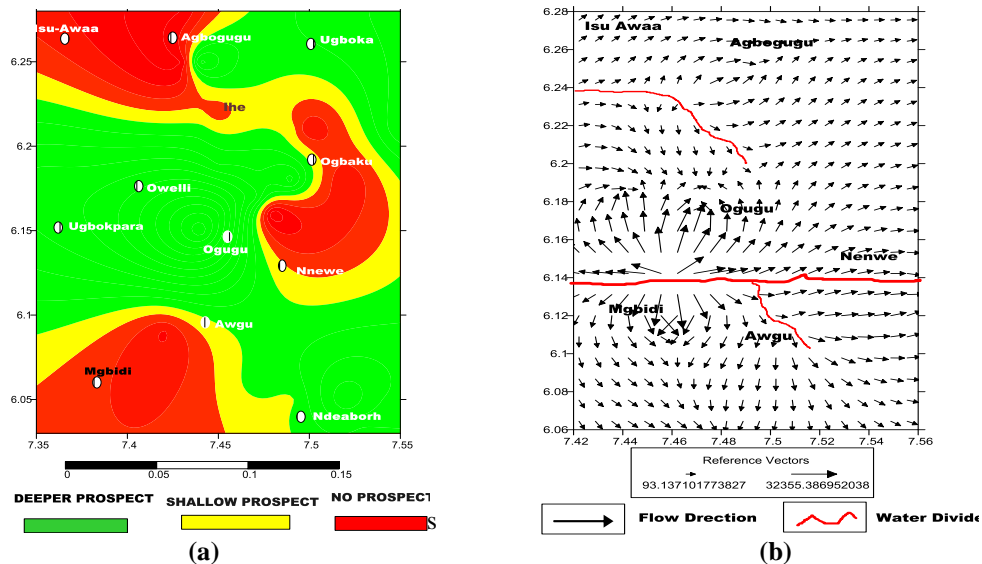 Isu-Awaa
Agbogugu
Ugboka
6.25
Ihe
6.2
Ogbaku
Owelli
Ugbokpara
6.15
Ogugu
Nnewe
6.1
Awgu
Mgbidi
6.05
Ndeaborh
7.35 7.4 7.45 7.5 7.55
0 0.05 0.1 0.15
DEEPER PROSPECT SHALLOW PROSPECT NO PROSPECT
S
(a)
6.28
Isu Awaa
Agbogugu
6.26
6.24
6.22
6.2
6.18
Ogugu
6.16
Nenwe
6.14
Mgbidi
6.12
Awgu
6.1
6.08
6.06
7.42 7.44 7.46 7.48 7.5 7.52 7.54 7.56
Reference Vectors
93.137101773827 32355.386952038
Flow Direction Water Divide
(b)